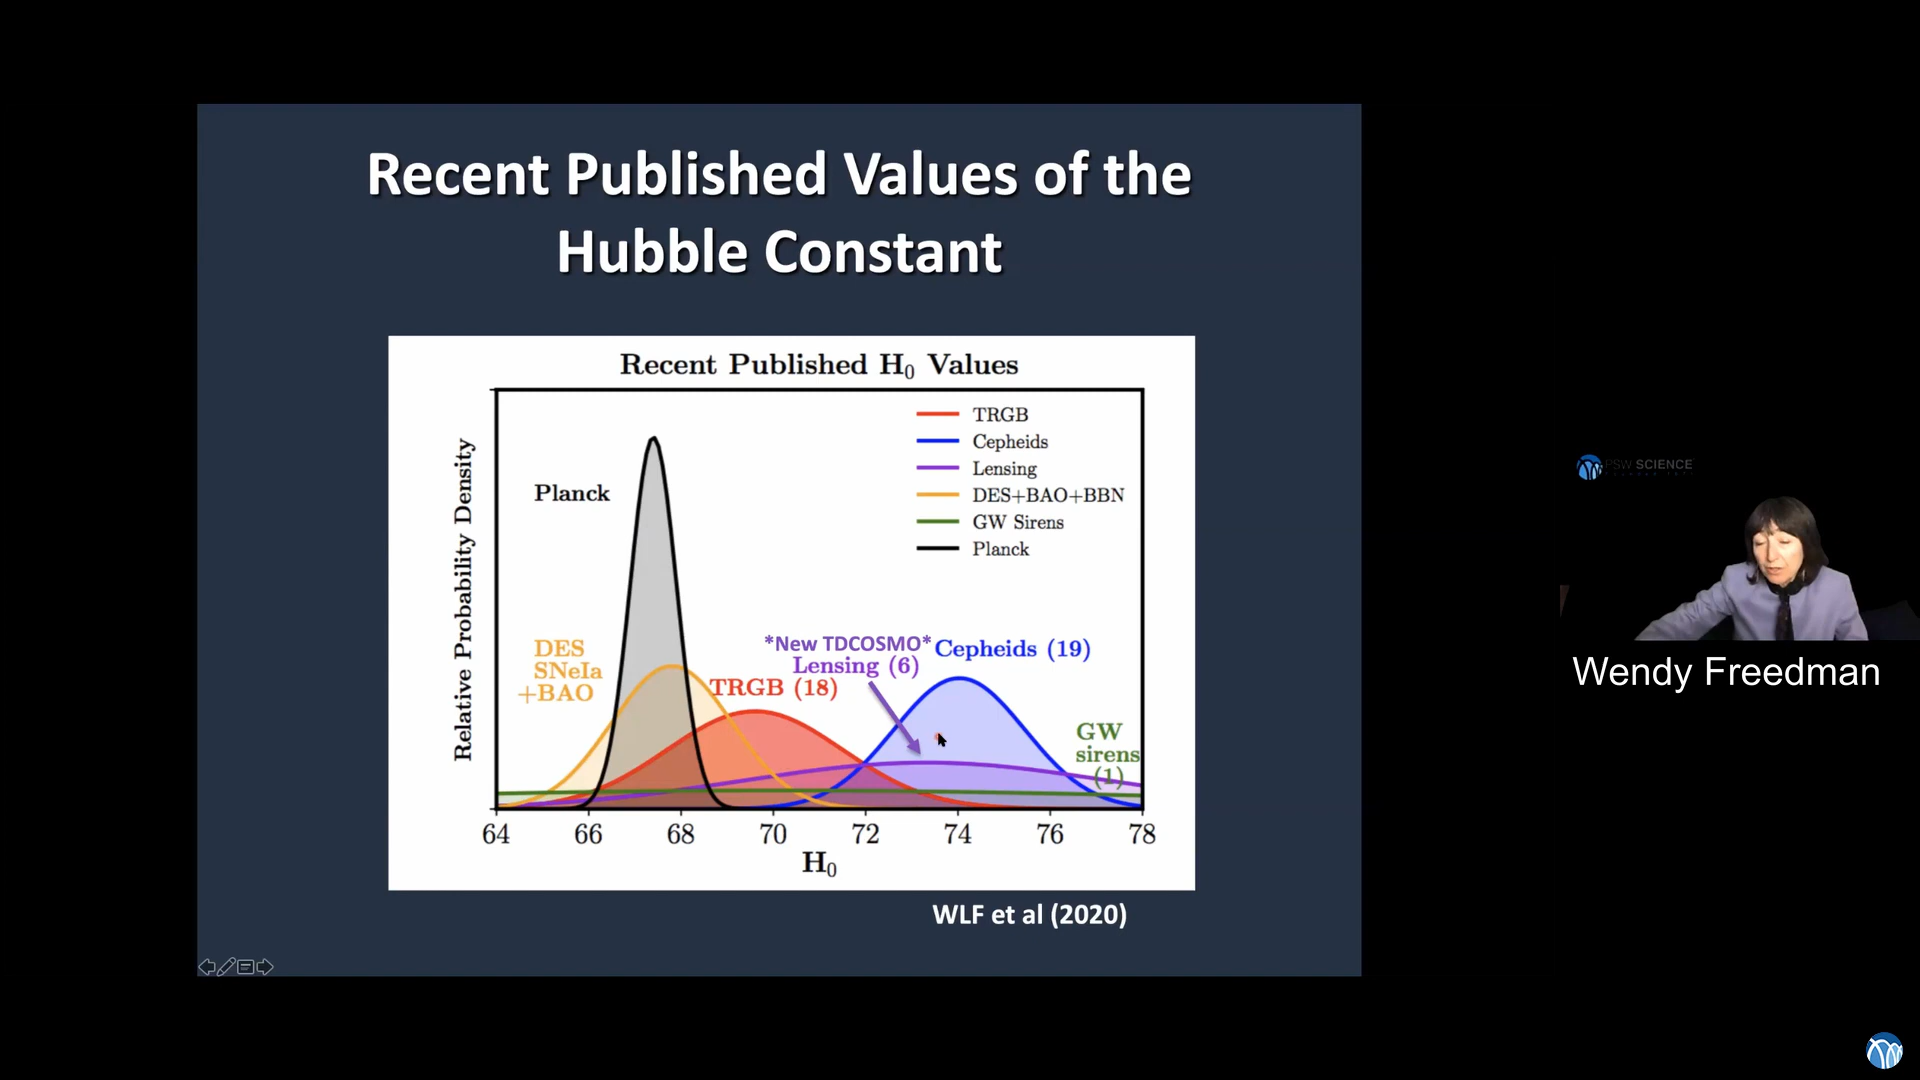 Recent Published Values of the
Hubble Constant
Recent Published H₀ Values
Relative Probability Density
TRGB
Cepheids
Lensing
DES+BAO+BBN
GW Sirens
Planck
Planck
DES
SNeIa
+BAO
*New TDCOSMO*
Lensing (6)
TRGB (18)
Cepheids (19)
GW
sirens
(1)
64 66 68 70 72 74 76 78
H₀
WLF et al (2020)
PSW SCIENCE
Wendy Freedman